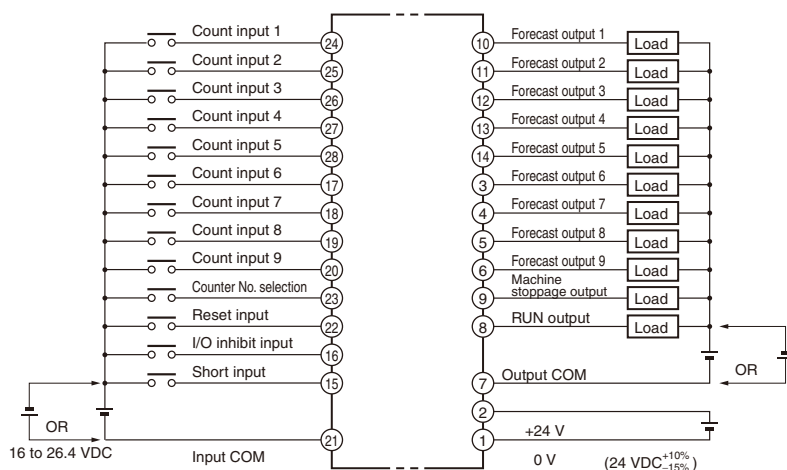 Count input 1
24
Count input 2
25
Count input 3
26
Count input 4
27
Count input 5
28
Count input 6
17
Count input 7
18
Count input 8
19
Count input 9
20
Counter No. selection
23
Reset input
22
I/O inhibit input
16
Short input
15
OR
16 to 26.4 VDC
Input COM
21
10
Forecast output 1
Load
11
Forecast output 2
Load
12
Forecast output 3
Load
13
Forecast output 4
Load
14
Forecast output 5
Load
3
Forecast output 6
Load
4
Forecast output 7
Load
5
Forecast output 8
Load
6
Forecast output 9
Load
9
Machine
stoppage output
Load
8
RUN output
Load
7
Output COM
OR
2
+24 V
1
0 V
(24 VDC +10% −15%)